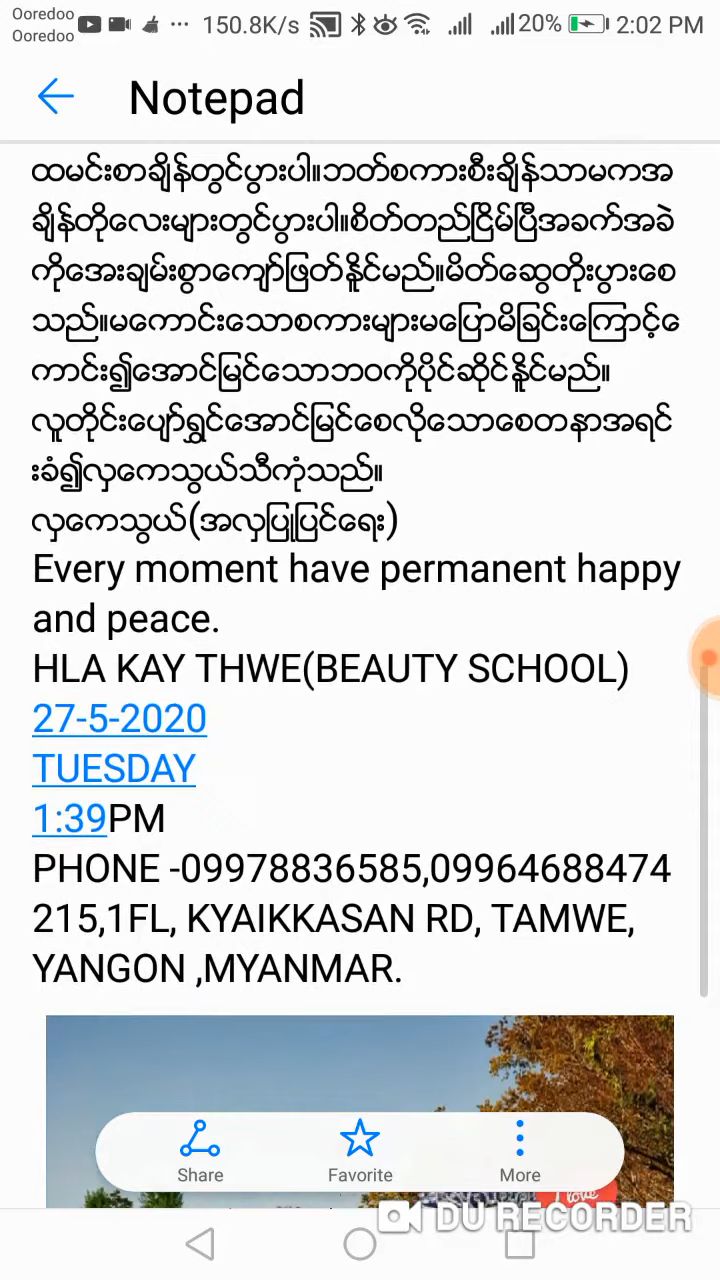 Ooredoo
Ooredoo
150.8K/s
20%
2:02 PM
Notepad
ထမင်းစာချိန်တွင်ပွားပါ။ဘတ်စကားစီးချိန်သာမကအ
ချိန်တိုလေးများတွင်ပွားပါ။စိတ်တည်ငြိမ်ပြီအခက်အခဲ
ကိုအေးချမ်းစွာကျော်ဖြတ်နိူင်မည်။မိတ်ဆွေတိုးပွားစေ
သည်။မကောင်းသောစကားများမပြောမိခြင်းကြောင့်ေ
ကာင်း၍အောင်မြင်သောဘဝကိုပိုင်ဆိုင်နိူင်မည်။
လူတိုင်းပျော်ရွှင်အောင်မြင်စေလိုသောစေတနာအရင်
းခံ၍လှကေသွယ်သီကုံသည်။
လှကေသွယ်(အလှပြုပြင်ရေး)
Every moment have permanent happy
and peace.
HLA KAY THWE(BEAUTY SCHOOL)
27-5-2020
TUESDAY
1:39PM
PHONE -09978836585,09964688474
215,1FL, KYAIKKASAN RD, TAMWE,
YANGON ,MYANMAR.
Share
Favorite
More
love
DU RECORDER